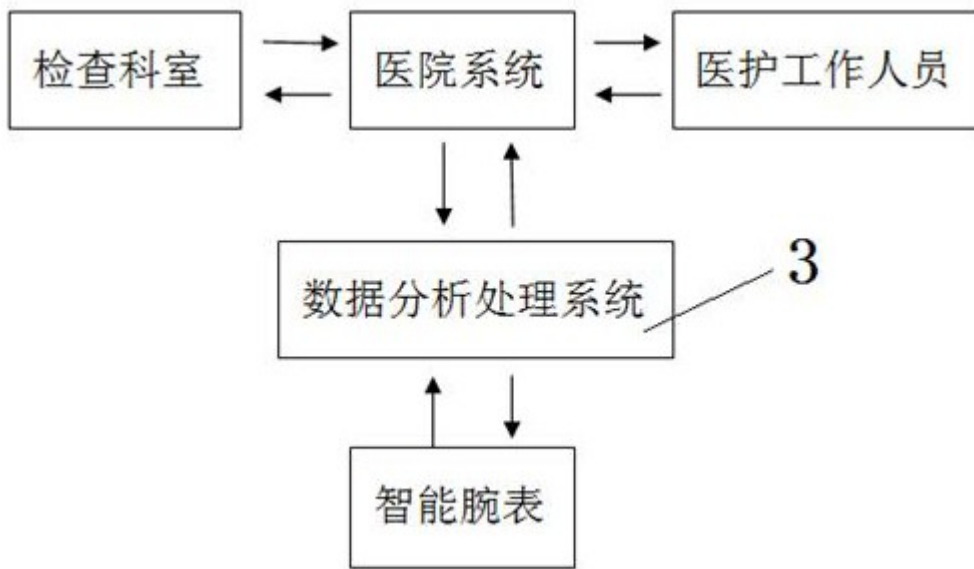 检查科室
医院系统
医护工作人员
数据分析处理系统
3
智能腕表